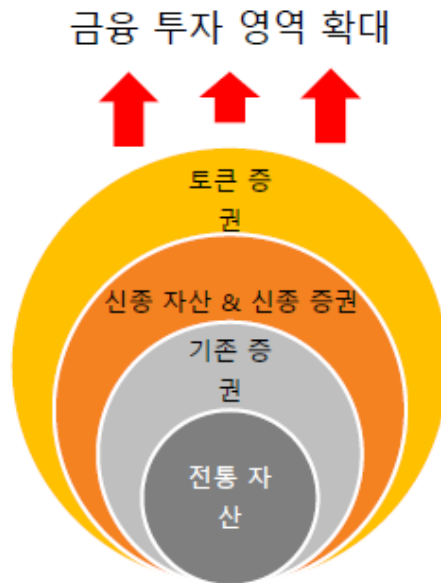 금융 투자 영역 확대
토큰 증
권
신종 자산 & 신종 증권
기존 증
권
전통 자
산